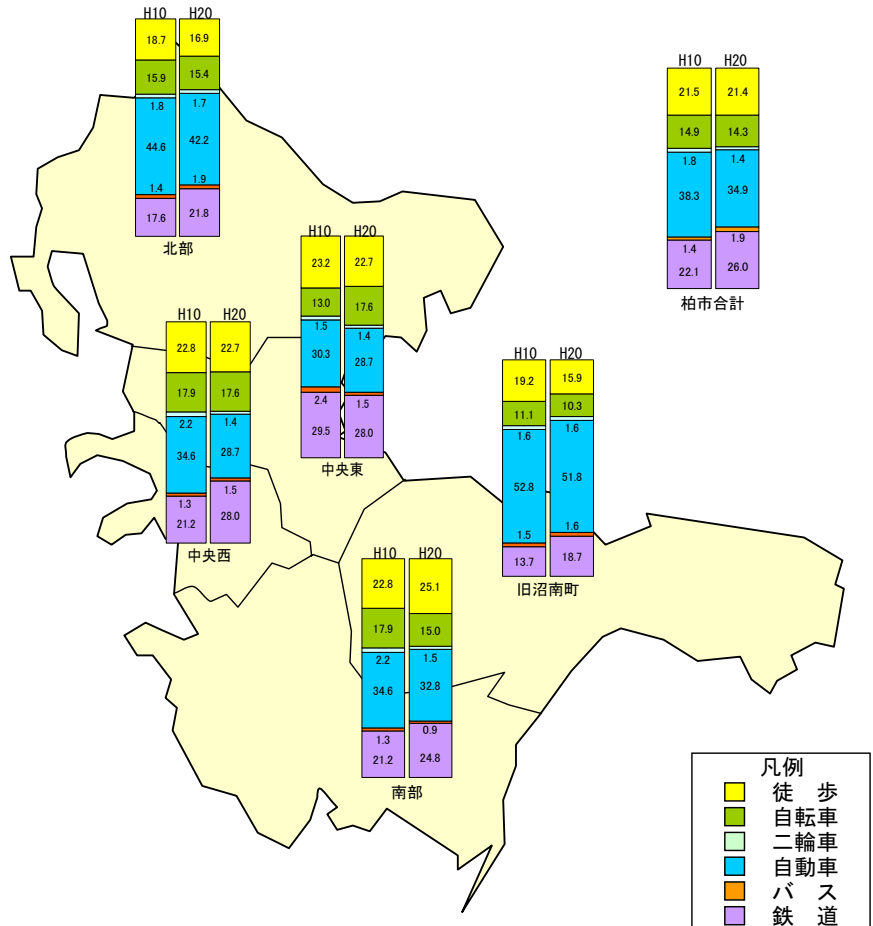 H10 H20
18.7 16.9
15.9 15.4
1.8 1.7
44.6 42.2
1.4 1.9
17.6 21.8
北部
H10 H20
21.5 21.4
14.9 14.3
1.8 1.4
38.3 34.9
1.4 1.9
22.1 26.0
柏市合計
H10 H20
23.2 22.7
13.0 17.6
1.5 1.4
30.3 28.7
2.4 1.5
29.5 28.0
中央東
H10 H20
22.8 22.7
17.9 17.6
2.2 1.4
34.6 28.7
1.3 1.5
21.2 28.0
中央西
H10 H20
19.2 15.9
11.1 10.3
1.6 1.6
52.8 51.8
1.5 1.6
13.7 18.7
旧沼南町
H10 H20
22.8 25.1
17.9 15.0
2.2 1.5
34.6 32.8
1.3 0.9
21.2 24.8
南部
凡例
徒 歩
自転車
二輪車
自動車
バ ス
鉄 道